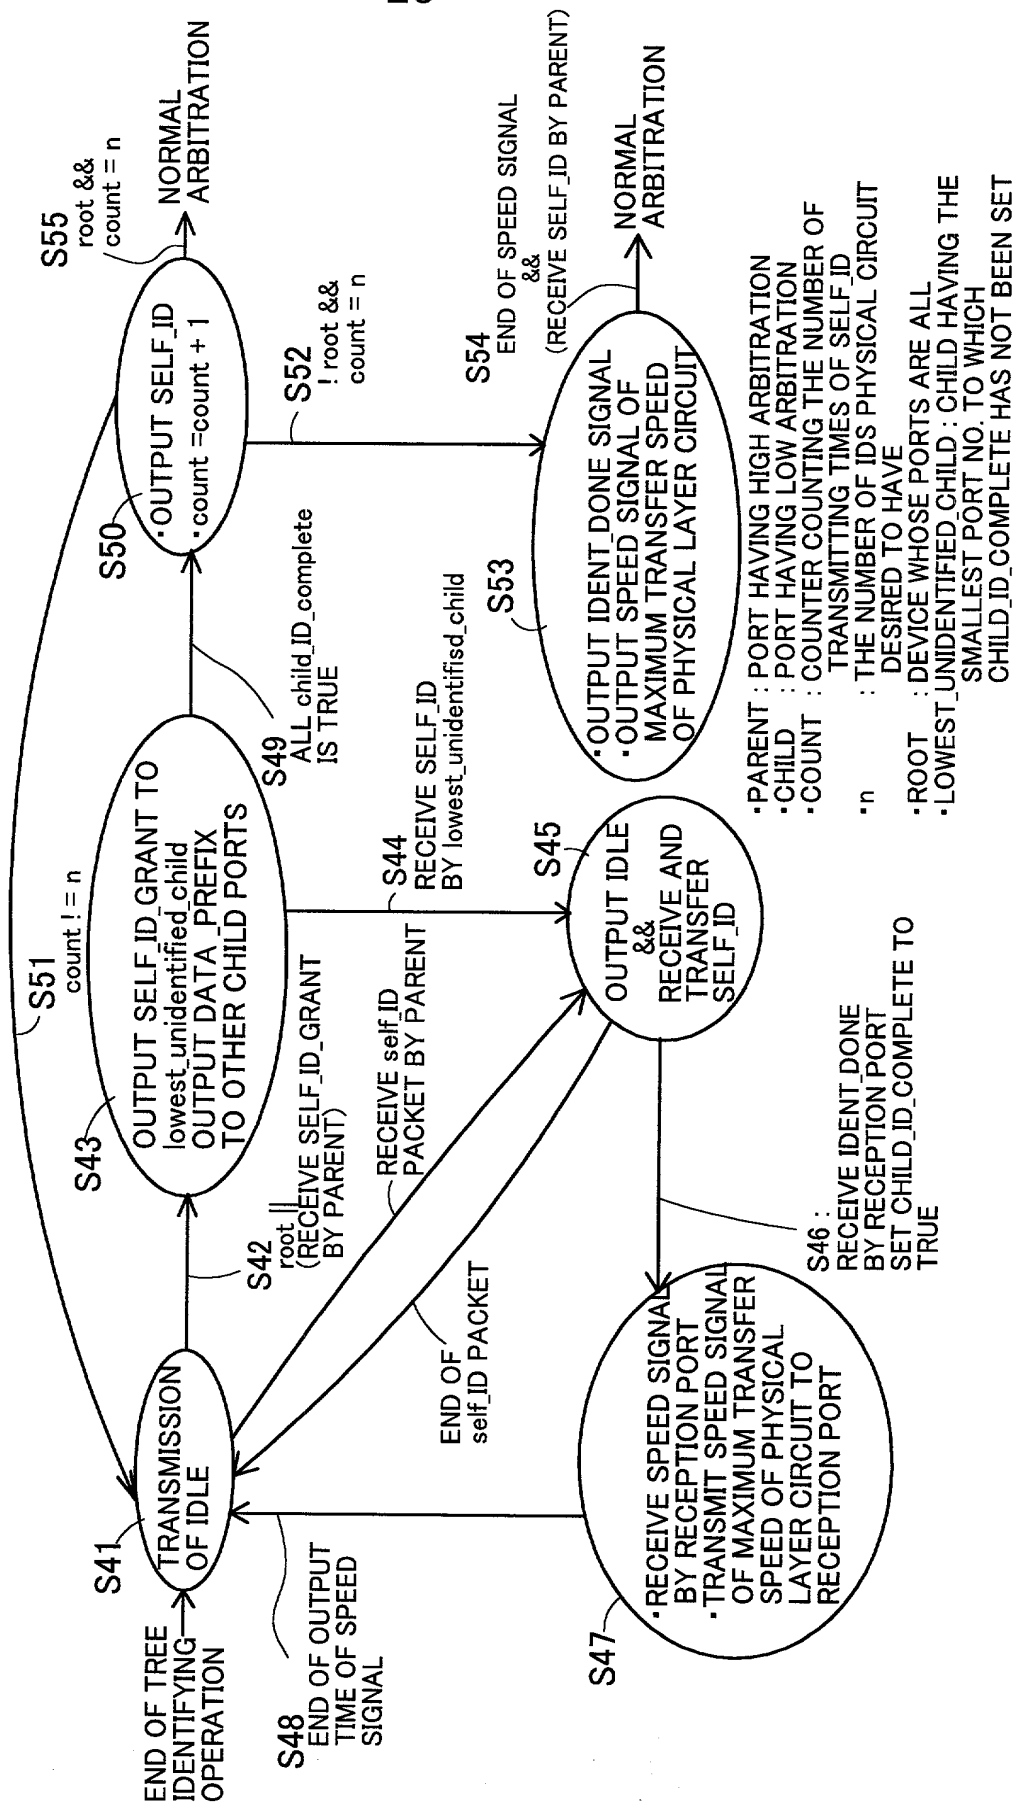 END OF TREE
IDENTIFYING
OPERATION
S41
TRANSMISSION
OF IDLE
S42
root ||
(RECEIVE SELF_ID_GRANT
BY PARENT)
S43
OUTPUT SELF_ID_GRANT TO
lowest_unidentified_child
OUTPUT DATA_PREFIX
TO OTHER CHILD PORTS
S51
count ! = n
S49
ALL child_ID_complete
IS TRUE
S50
•OUTPUT SELF_ID
•count =count + 1
S55
root &&
count = n
NORMAL
ARBITRATION
S52
! root &&
count = n
S44
RECEIVE SELF_ID
BY lowest_unidentifisd_child
RECEIVE self_ID
PACKET BY PARENT
END OF
self_ID PACKET
S45
OUTPUT IDLE
&&
RECEIVE AND
TRANSFER
SELF_ID
S46 :
RECEIVE IDENT_DONE
BY RECEPTION PORT
SET CHILD_ID_COMPLETE TO
TRUE
S47
•RECEIVE SPEED SIGNAL
BY RECEPTION PORT
•TRANSMIT SPEED SIGNAL
OF MAXIMUM TRANSFER
SPEED OF PHYSICAL
LAYER CIRCUIT TO
RECEPTION PORT
S48
END OF OUTPUT
TIME OF SPEED
SIGNAL
S53
•OUTPUT IDENT_DONE SIGNAL
•OUTPUT SPEED SIGNAL OF
MAXIMUM TRANSFER SPEED
OF PHYSICAL LAYER CIRCUIT
S54
END OF SPEED SIGNAL
&&
(RECEIVE SELF_ID BY PARENT)
NORMAL
ARBITRATION
•PARENT : PORT HAVING HIGH ARBITRATION
•CHILD : PORT HAVING LOW ARBITRATION
•COUNT : COUNTER COUNTING THE NUMBER OF
TRANSMITTING TIMES OF SELF_ID
•n : THE NUMBER OF IDS PHYSICAL CIRCUIT
DESIRED TO HAVE
•ROOT : DEVICE WHOSE PORTS ARE ALL
•LOWEST_UNIDENTIFIED_CHILD : CHILD HAVING THE
SMALLEST PORT NO. TO WHICH
CHILD_ID_COMPLETE HAS NOT BEEN SET